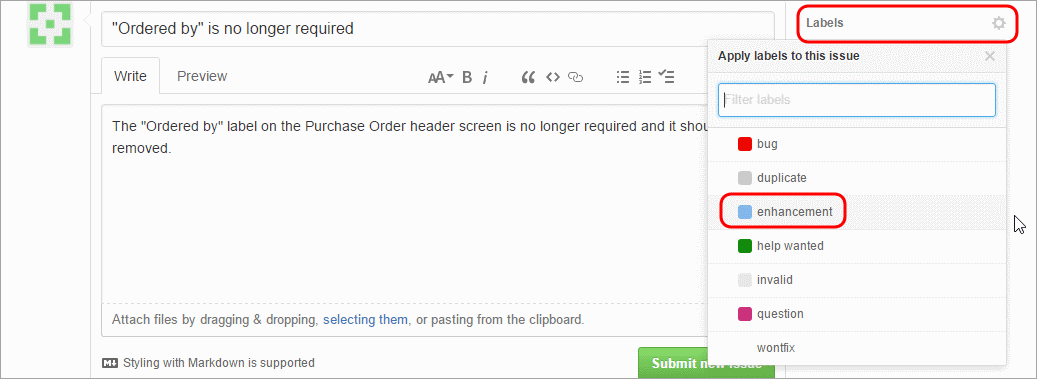 "Ordered by" is no longer required
Labels
Apply labels to this issue
Write
Preview
AA
B
i
Filter labels
The "Ordered by" label on the Purchase Order header screen is no longer required and it
removed.
bug
duplicate
enhancement
help wanted
invalid
question
wontfix
Attach files by dragging & dropping, selecting them, or pasting from the clipboard.
Styling with Markdown is supported
Submit new issue